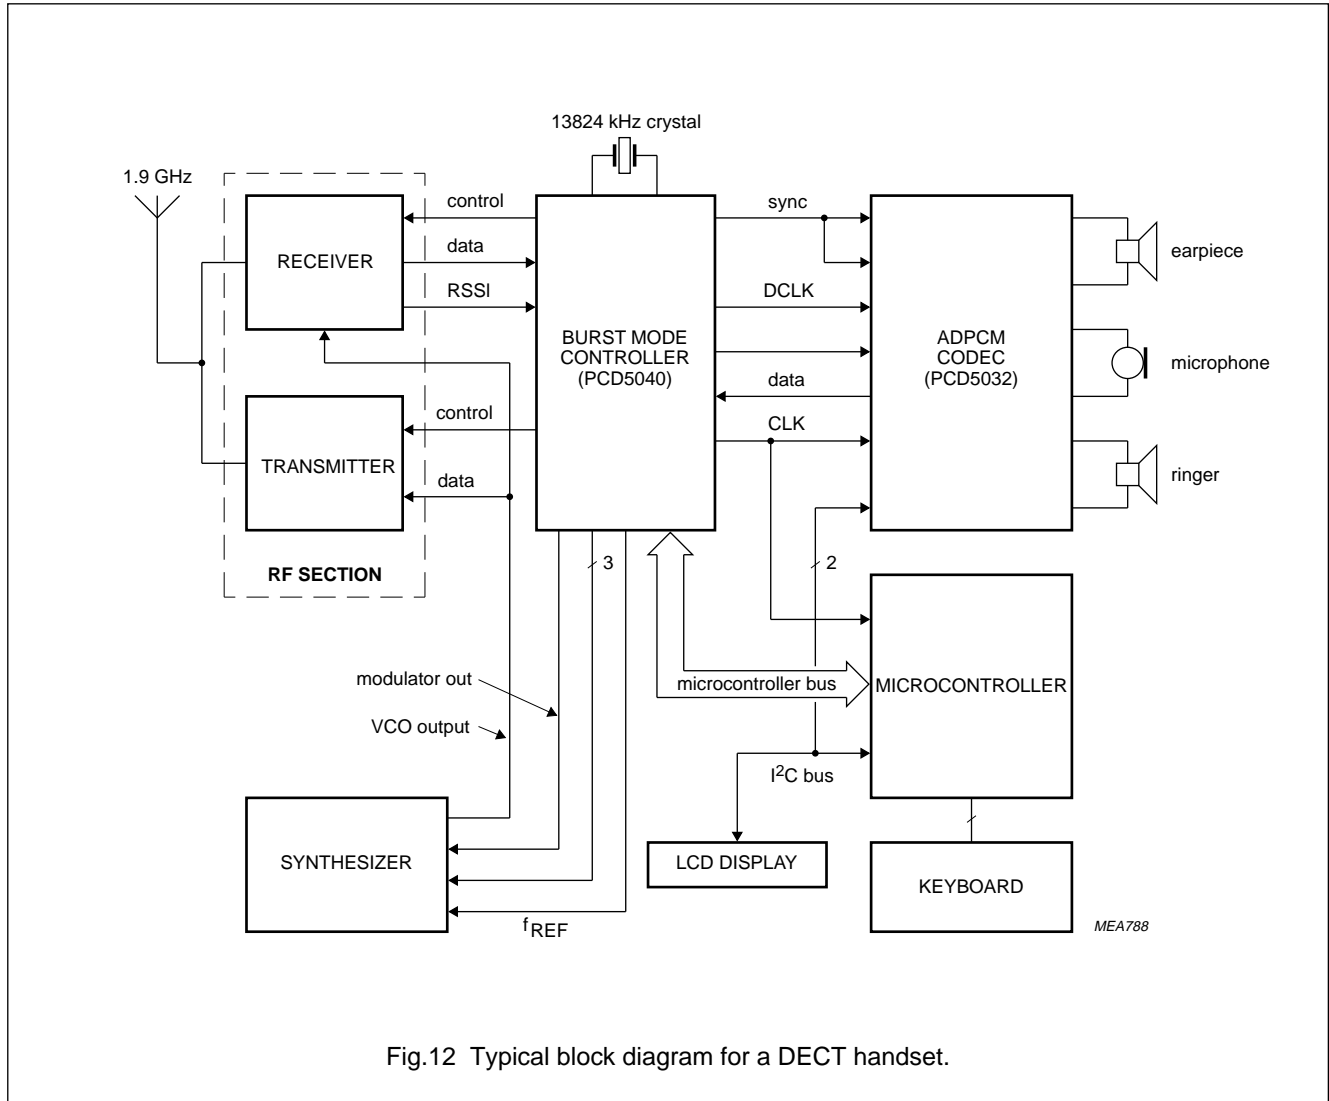 13824 kHz crystal
1.9 GHz
control
sync
RECEIVER
data
RSSI
DCLK
earpiece
BURST MODE
CONTROLLER
(PCD5040)
ADPCM
CODEC
(PCD5032)
data
microphone
control
CLK
TRANSMITTER
data
ringer
RF SECTION
3
2
modulator out
microcontroller bus
MICROCONTROLLER
VCO output
I2C bus
SYNTHESIZER
LCD DISPLAY
KEYBOARD
fREF
MEA788
Fig.12 Typical block diagram for a DECT handset.